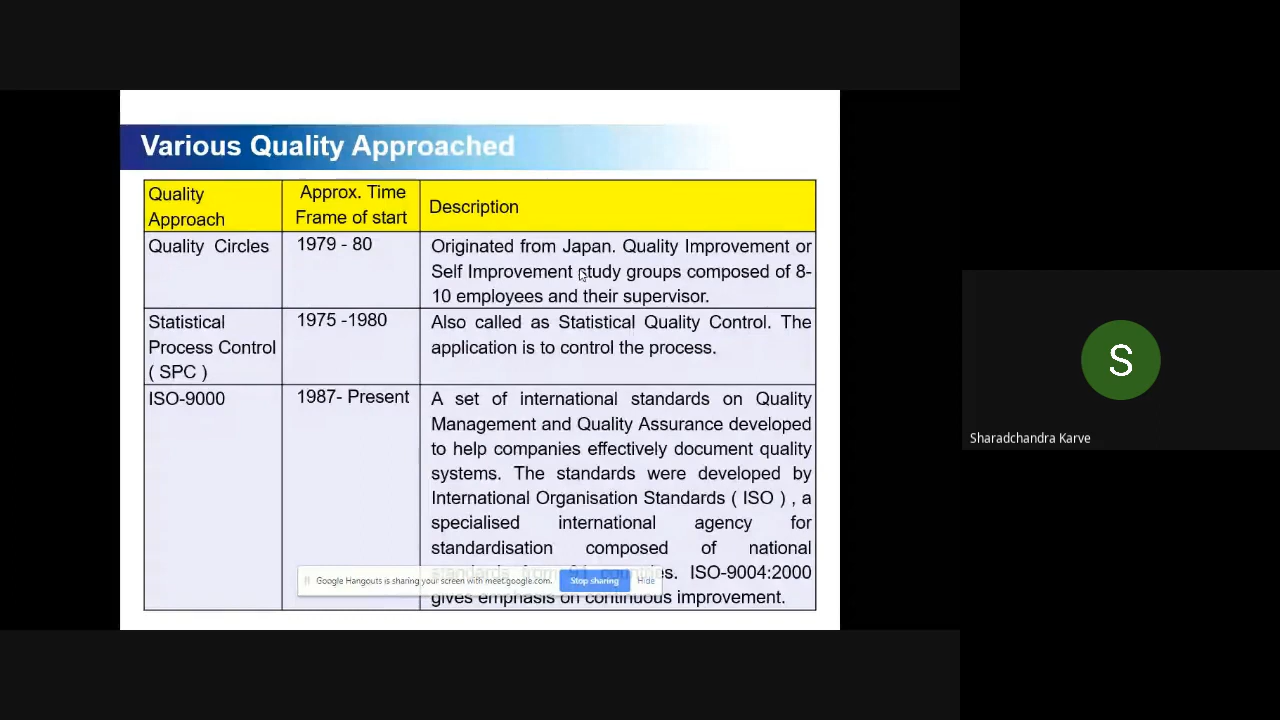 Various Quality Approached
Quality
Approach
Approx. Time
Frame of start
Description
Quality Circles
1979 - 80
Originated from Japan. Quality Improvement or
Self Improvement study groups composed of 8-
10 employees and their supervisor.
Statistical
Process Control
( SPC )
1975 -1980
Also called as Statistical Quality Control. The
application is to control the process.
ISO-9000
1987- Present
A set of international standards on Quality
Management and Quality Assurance developed
to help companies effectively document quality
systems. The standards were developed by
International Organisation Standards ( ISO ) , a
specialised international agency for
standardisation composed of national
standards from 91 countries. ISO-9004:2000
gives emphasis on continuous improvement.
Google Hangouts is sharing your screen with meet.google.com.
Stop sharing
Hide
S
Sharadchandra Karve